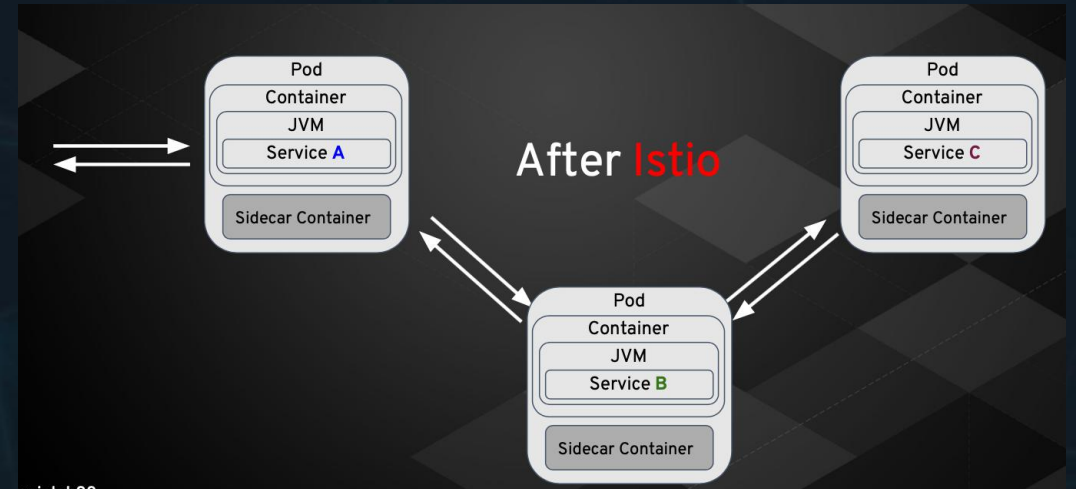 Pod
Container
JVM
Service A
Sidecar Container
After Istio
Pod
Container
JVM
Service C
Sidecar Container
Pod
Container
JVM
Service B
Sidecar Container